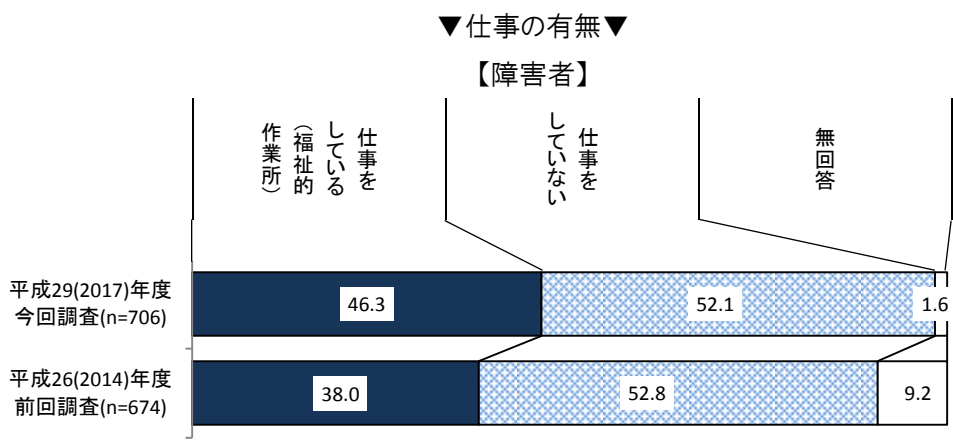 ▼仕事の有無▼
【障害者】
仕事を
している
（福祉的
作業所）
仕事を
していない
無回答
平成29(2017)年度
今回調査(n=706)
46.3
52.1
1.6
平成26(2014)年度
前回調査(n=674)
38.0
52.8
9.2